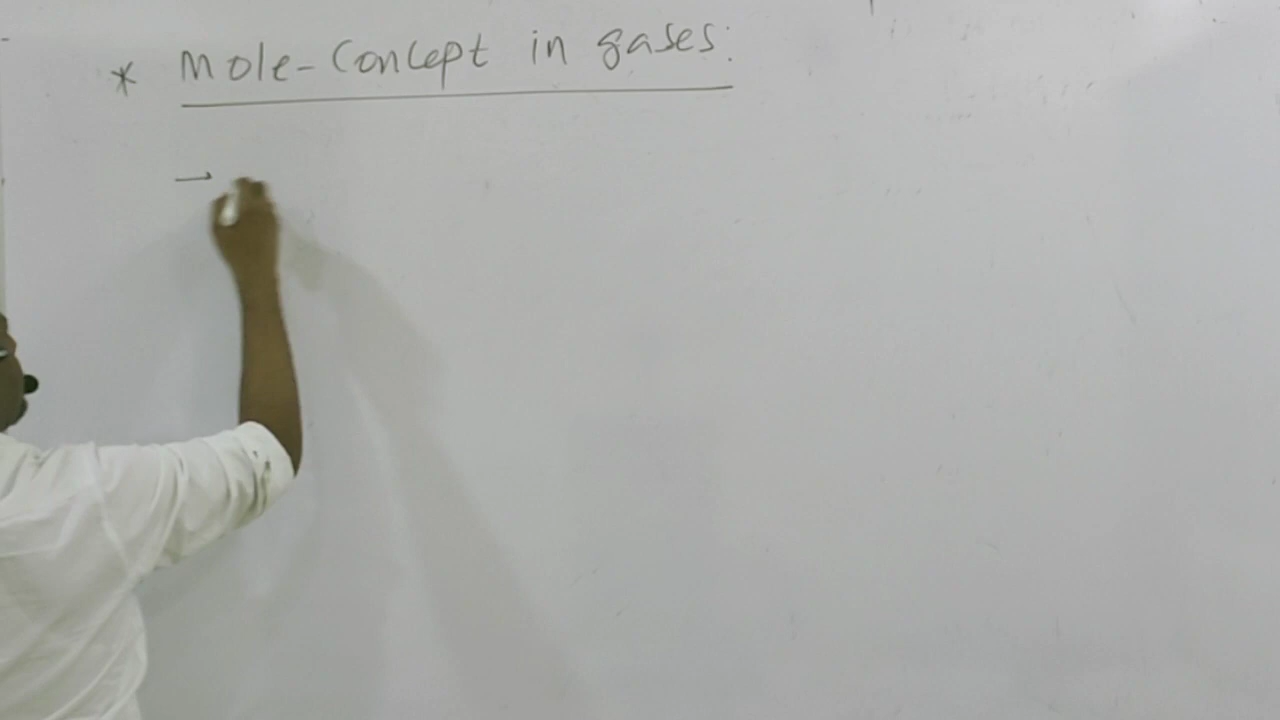 * Mole-Concept in gases:
→